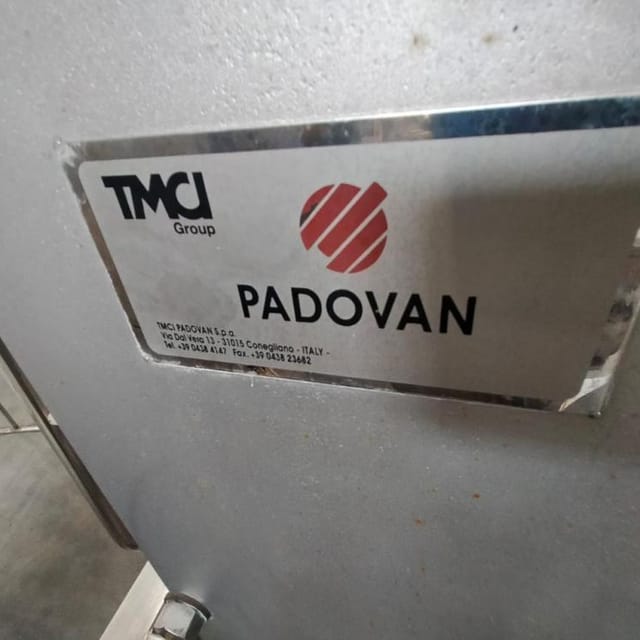 TMCI
Group
PADOVAN
TMCI PADOVAN S.p.a.
Via Dal Vera 13 - 31015 Conegliano - ITALY -
Tel. +39 0438 4147 Fax. +39 0438 23682